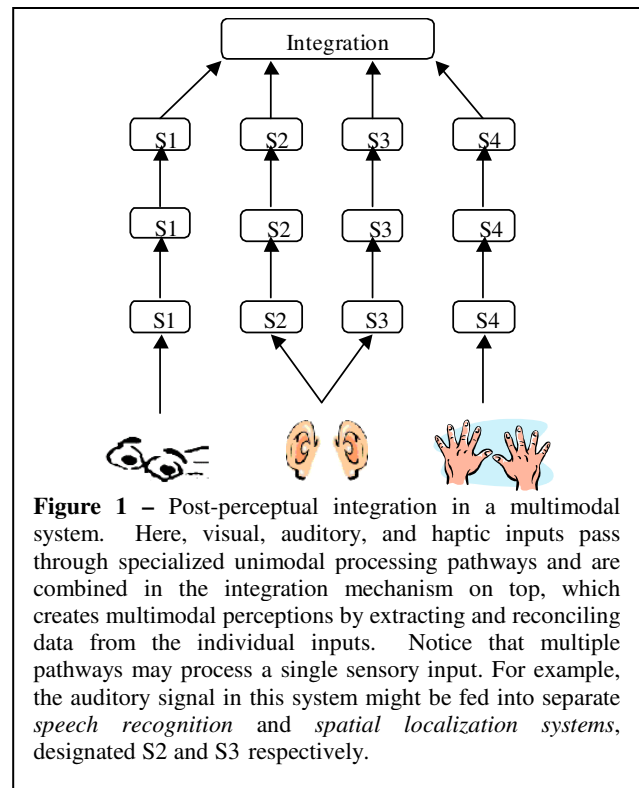 Integration
S1 S2 S3 S4
S1 S2 S3 S4
S1 S2 S3 S4
Figure 1 – Post-perceptual integration in a multimodal
system. Here, visual, auditory, and haptic inputs pass
through specialized unimodal processing pathways and are
combined in the integration mechanism on top, which
creates multimodal perceptions by extracting and reconciling
data from the individual inputs. Notice that multiple
pathways may process a single sensory input. For example,
the auditory signal in this system might be fed into separate
speech recognition and spatial localization systems,
designated S2 and S3 respectively.